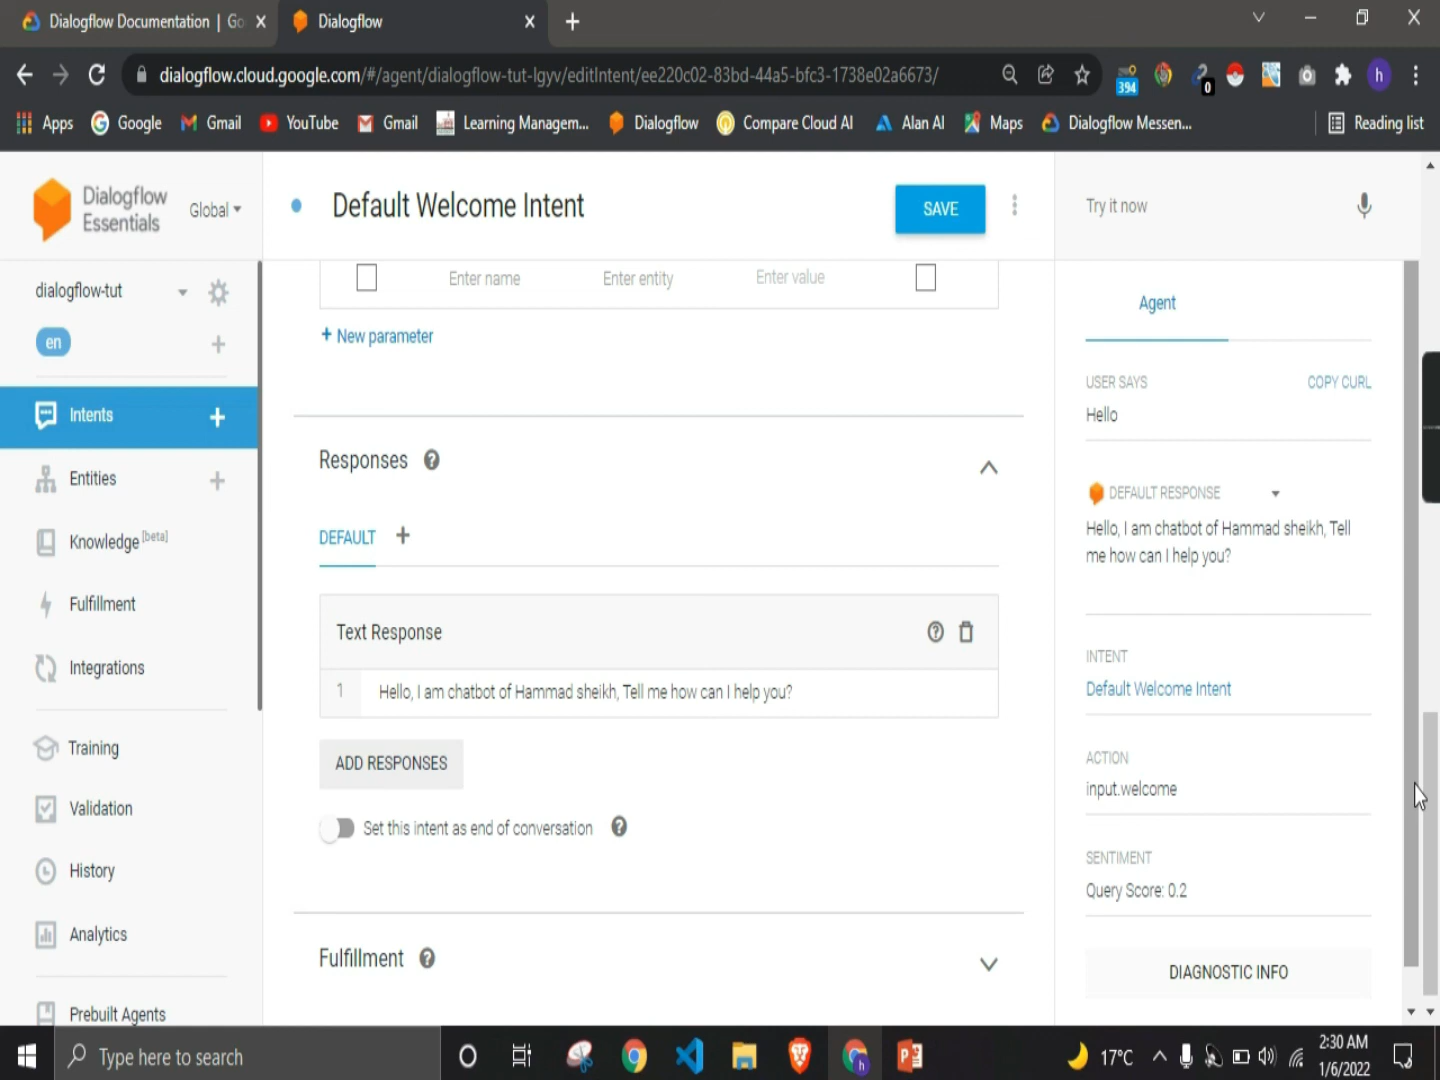 Dialogflow Documentation | Go
Dialogflow
dialogflow.cloud.google.com/#/agent/dialogflow-tut-lgyv/editIntent/ee220c02-83bd-44a5-bfc3-1738e02a6673/
394
0
h
Apps
Google
Gmail
YouTube
Gmail
Learning Managem...
Dialogflow
Compare Cloud AI
Alan AI
Maps
Dialogflow Messen...
Reading list
Dialogflow
Essentials
Global
Default Welcome Intent
SAVE
Try it now
dialogflow-tut
en
Intents
Entities
Knowledge [beta]
Fulfillment
Integrations
Training
Validation
History
Analytics
Prebuilt Agents
Enter name
Enter entity
Enter value
+ New parameter
Responses
DEFAULT
Text Response
1 Hello, I am chatbot of Hammad sheikh, Tell me how can I help you?
ADD RESPONSES
Set this intent as end of conversation
Fulfillment
Agent
USER SAYS
COPY CURL
Hello
DEFAULT RESPONSE
Hello, I am chatbot of Hammad sheikh, Tell
me how can I help you?
INTENT
Default Welcome Intent
ACTION
input.welcome
SENTIMENT
Query Score: 0.2
DIAGNOSTIC INFO
Type here to search
17°C
2:30 AM
1/6/2022